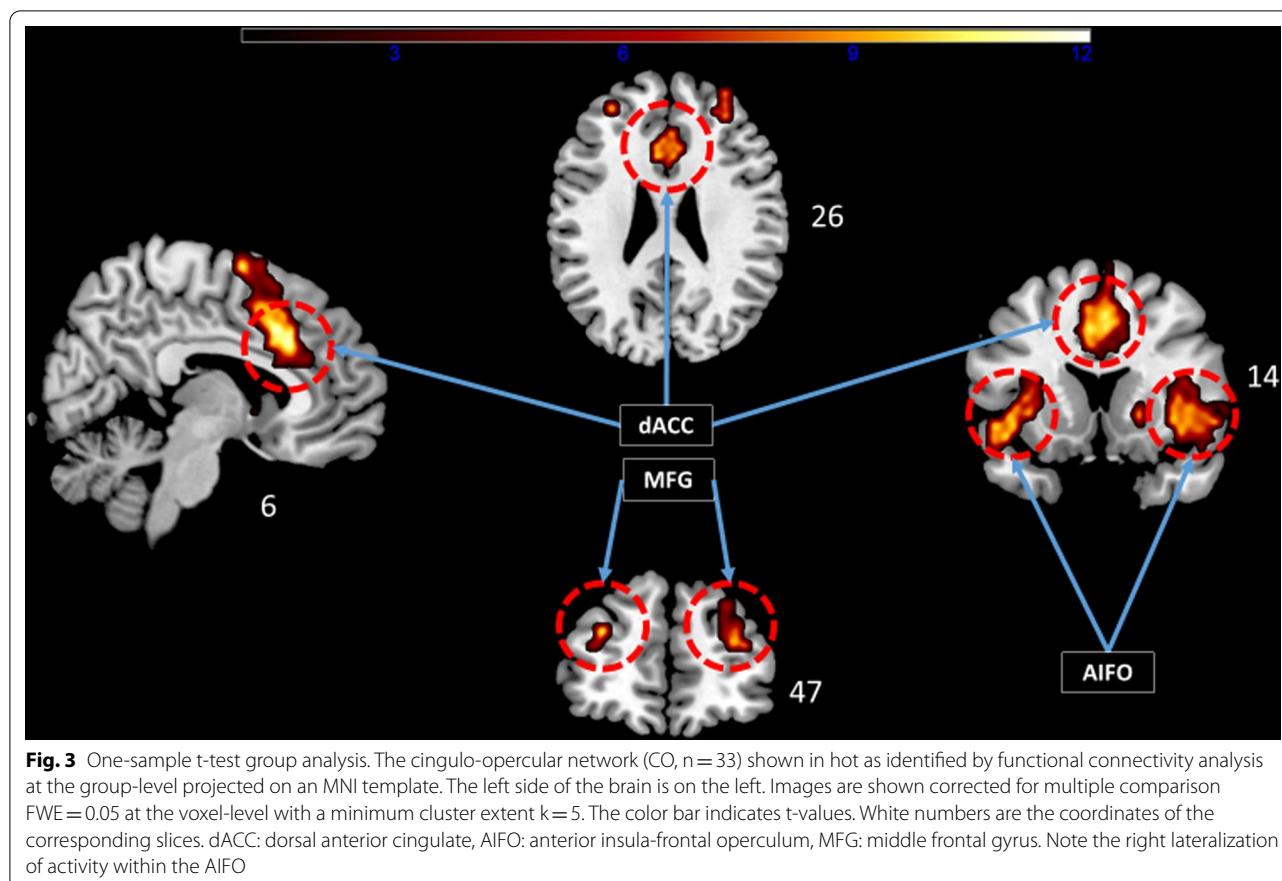 3 6 9 12
26
14
dACC
MFG
6
47
AIFO
Fig. 3 One-sample t-test group analysis. The cingulo-opercular network (CO, n = 33) shown in hot as identified by functional connectivity analysis
at the group-level projected on an MNI template. The left side of the brain is on the left. Images are shown corrected for multiple comparison
FWE = 0.05 at the voxel-level with a minimum cluster extent k = 5. The color bar indicates t-values. White numbers are the coordinates of the
corresponding slices. dACC: dorsal anterior cingulate, AIFO: anterior insula-frontal operculum, MFG: middle frontal gyrus. Note the right lateralization
of activity within the AIFO